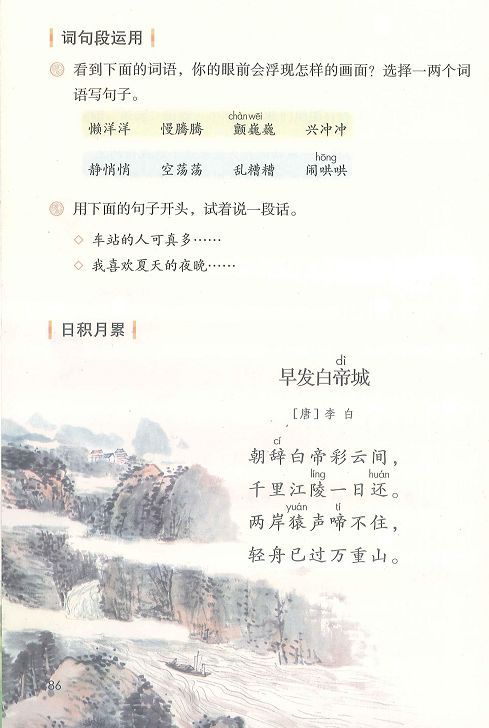 词句段运用
看到下面的词语，你的眼前会浮现怎样的画面？选择一两个词
语写句子。
chàn wēi
懒洋洋 慢腾腾 颤巍巍 兴冲冲
hōng
静悄悄 空荡荡 乱糟糟 闹哄哄
用下面的句子开头，试着说一段话。
◇ 车站的人可真多……
◇ 我喜欢夏天的夜晚……
日积月累
dì
早发白帝城
［唐］李 白
cí
朝辞白帝彩云间，
líng huán
千里江陵一日还。
yuán tí
两岸猿声啼不住，
轻舟已过万重山。
86